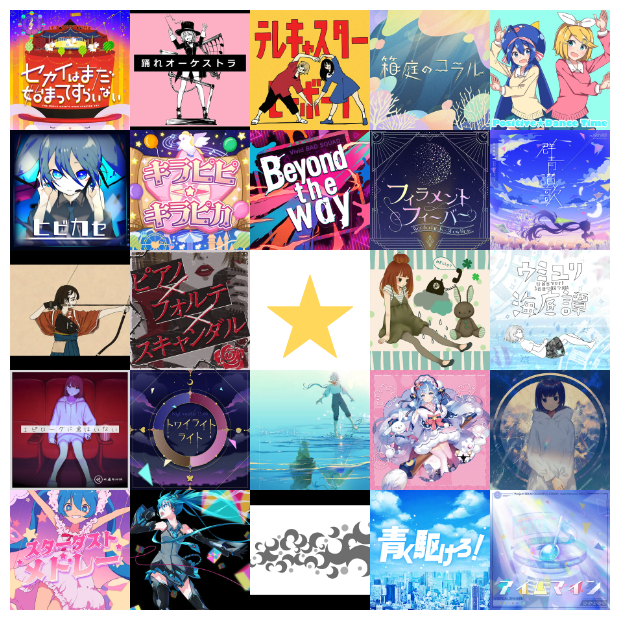 セカイはまだ
始まってすらいない
踊れオーケストラ
テレキャスター
ビーボーイ
箱庭のコラル
Positive☆Dance Time
ヒビカセ
キラピピ
★
キラピカ
Vivid BAD SQUAD
Beyond
the
way
フィラメント
フィーバー
群青讃歌
ピアノ
×
フォルテ
×
スキャンダル
ウミユリ
海底譚
エピローグに君はいない
トワイライト
ライト
スターダスト
メドレー
青く駆けろ!
アイムマイン